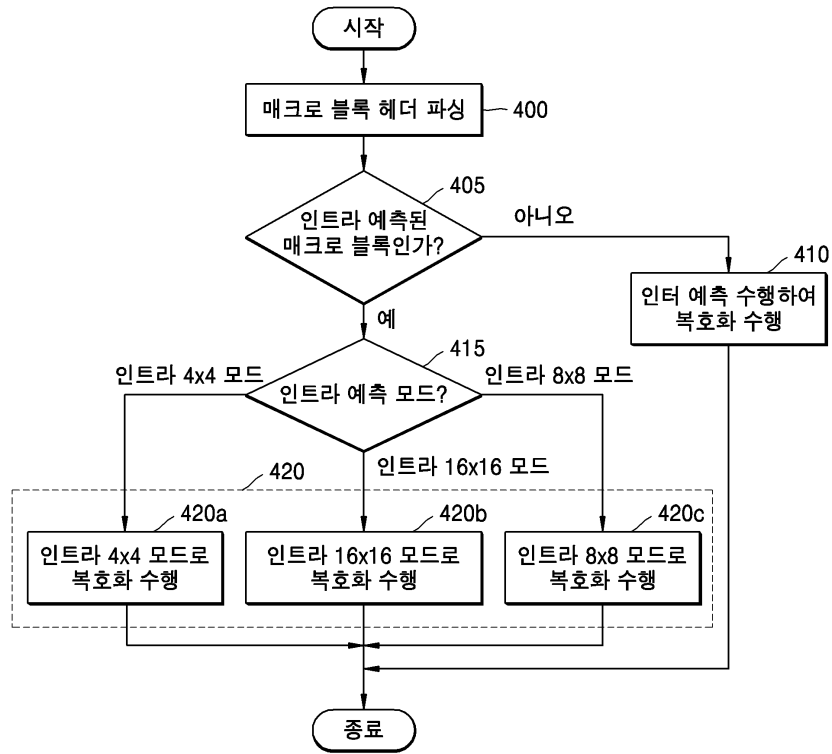 시작
매크로 블록 헤더 파싱
400
405
인트라 예측된
매크로 블록인가?
아니오
410
인터 예측 수행하여
복호화 수행
예
415
인트라 4x4 모드
인트라 예측 모드?
인트라 8x8 모드
인트라 16x16 모드
420
420a
인트라 4x4 모드로
복호화 수행
420b
인트라 16x16 모드로
복호화 수행
420c
인트라 8x8 모드로
복호화 수행
종료